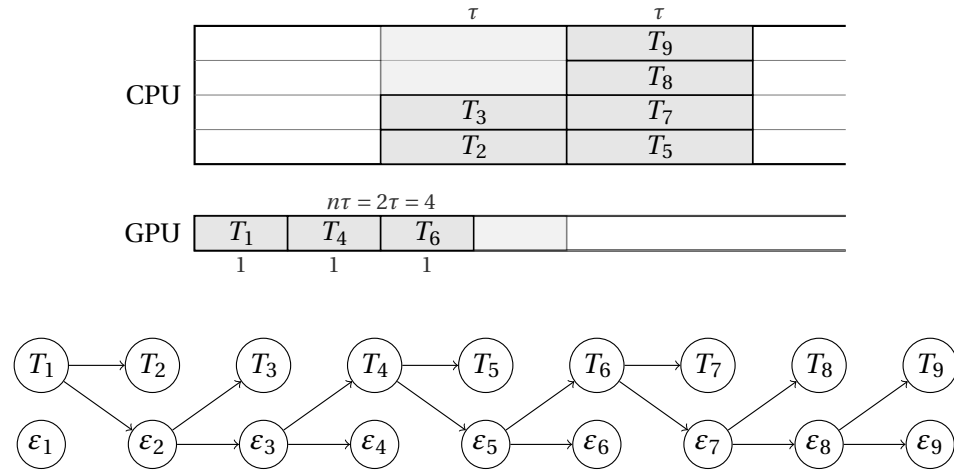 τ τ
T₉
T₈
CPU
T₃ T₇
T₂ T₅
nτ = 2τ = 4
GPU T₁ T₄ T₆
1 1 1
T₁ T₂ T₃ T₄ T₅ T₆ T₇ T₈ T₉
ε₁ ε₂ ε₃ ε₄ ε₅ ε₆ ε₇ ε₈ ε₉